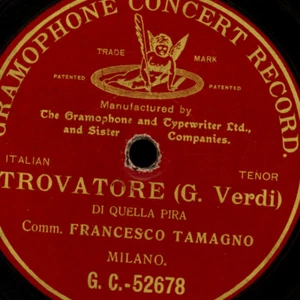 GRAMOPHONE CONCERT RECORD.
TRADE MARK
PATENTED PATENTED
Manufactured by
The Gramophone and Typewriter Ltd.,
and Sister Companies.
ITALIAN TENOR
TROVATORE (G. Verdi)
DI QUELLA PIRA
Comm. FRANCESCO TAMAGNO
MILANO.
G. C.-52678